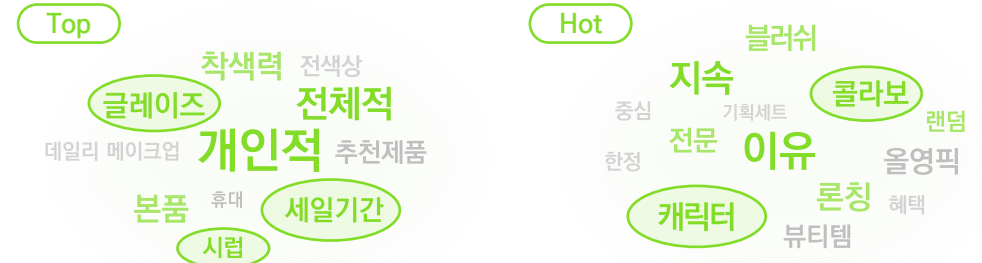 Top
착색력 전색상
글레이즈 전체적
데일리 메이크업 개인적 추천제품
본품 휴대 세일기간
시럽
Hot
블러쉬
지속 콜라보
중심 기획세트 랜덤
전문 이유
한정 올영픽
론칭 혜택
캐릭터
뷰티템